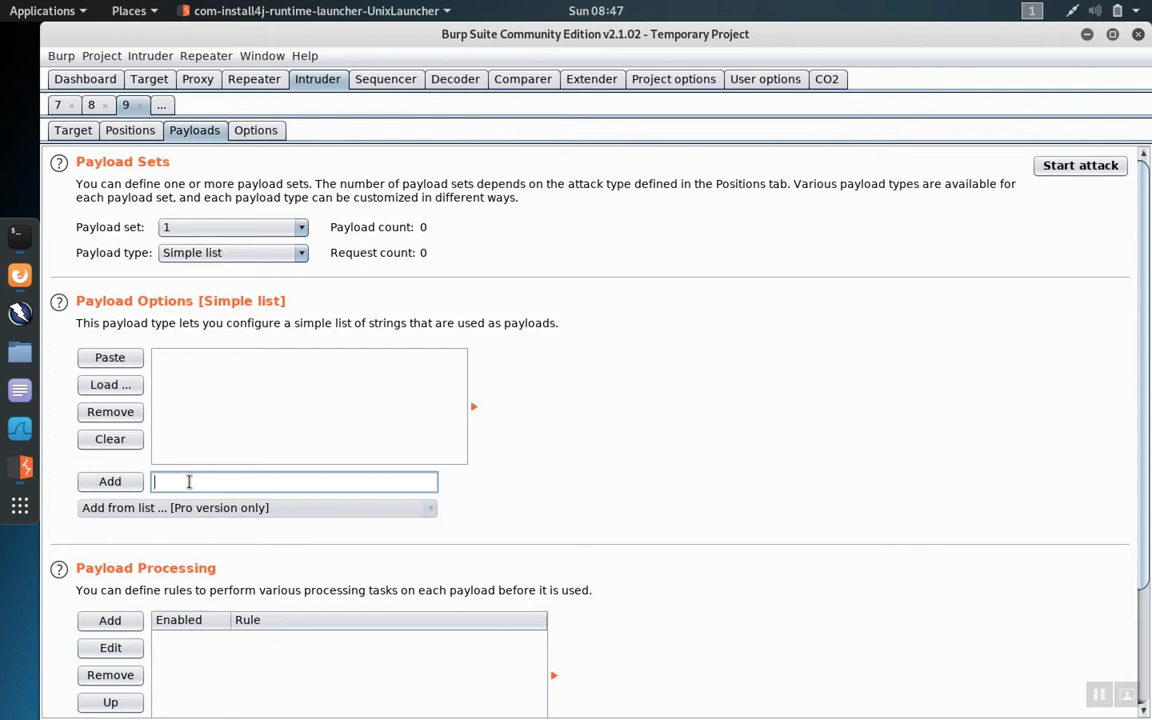 Applications Places com-install4j-runtime-launcher-UnixLauncher Sun 08:47 1
Burp Suite Community Edition v2.1.02 - Temporary Project
Burp Project Intruder Repeater Window Help
Dashboard Target Proxy Repeater Intruder Sequencer Decoder Comparer Extender Project options User options CO2
7 × 8 × 9 × ...
Target Positions Payloads Options
? Payload Sets Start attack
You can define one or more payload sets. The number of payload sets depends on the attack type defined in the Positions tab. Various payload types are available for
each payload set, and each payload type can be customized in different ways.
Payload set: 1 Payload count: 0
Payload type: Simple list Request count: 0
? Payload Options [Simple list]
This payload type lets you configure a simple list of strings that are used as payloads.
Paste
Load ...
Remove
Clear
Add
Add from list ... [Pro version only]
? Payload Processing
You can define rules to perform various processing tasks on each payload before it is used.
Add Enabled Rule
Edit
Remove
Up